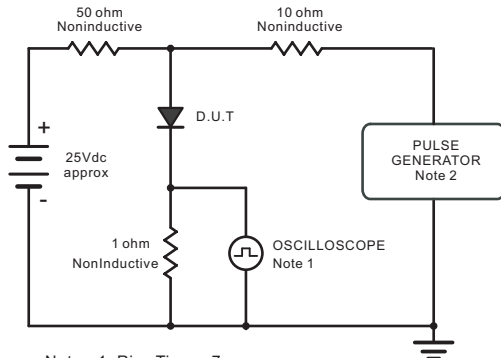 50 ohm
Noninductive
10 ohm
Noninductive
D.U.T
+
25Vdc
approx
-
PULSE
GENERATOR
Note 2
1 ohm
NonInductive
OSCILLOSCOPE
Note 1